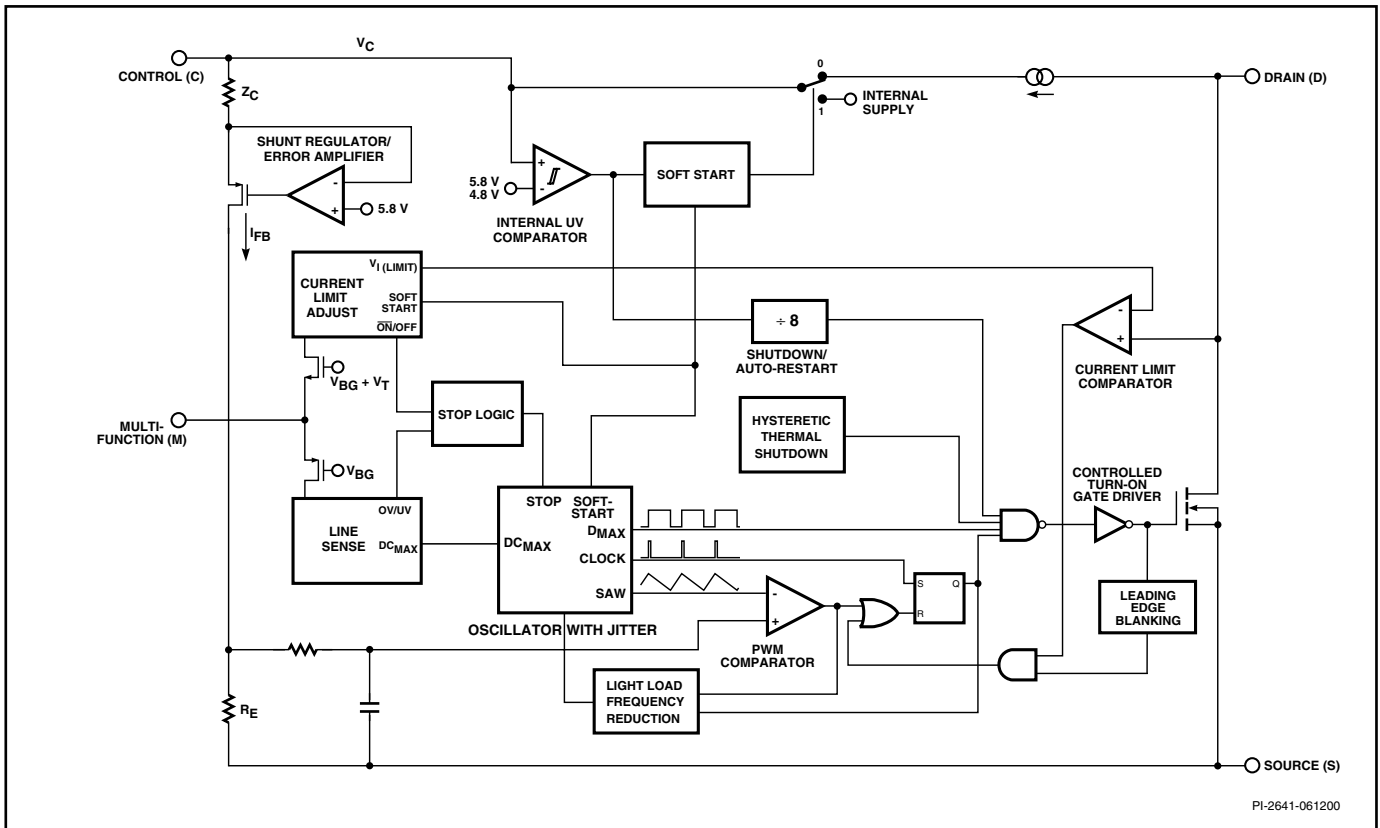 V_C
CONTROL (C)
Z_C
0
1
INTERNAL
SUPPLY
DRAIN (D)
SHUNT REGULATOR/
ERROR AMPLIFIER
-
+
5.8 V
I_FB
+
-
5.8 V
4.8 V
INTERNAL UV
COMPARATOR
SOFT START
CURRENT
LIMIT
ADJUST
V_I (LIMIT)
SOFT
START
O̅N̅/OFF
÷ 8
SHUTDOWN/
AUTO-RESTART
-
+
CURRENT LIMIT
COMPARATOR
V_BG + V_T
MULTI-
FUNCTION (M)
STOP LOGIC
HYSTERETIC
THERMAL
SHUTDOWN
V_BG
CONTROLLED
TURN-ON
GATE DRIVER
OV/UV
LINE
SENSE
DC_MAX
STOP
SOFT-
START
D_MAX
DC_MAX
CLOCK
SAW
OSCILLATOR WITH JITTER
-
+
PWM
COMPARATOR
S
Q
R
LEADING
EDGE
BLANKING
LIGHT LOAD
FREQUENCY
REDUCTION
R_E
SOURCE (S)
PI-2641-061200